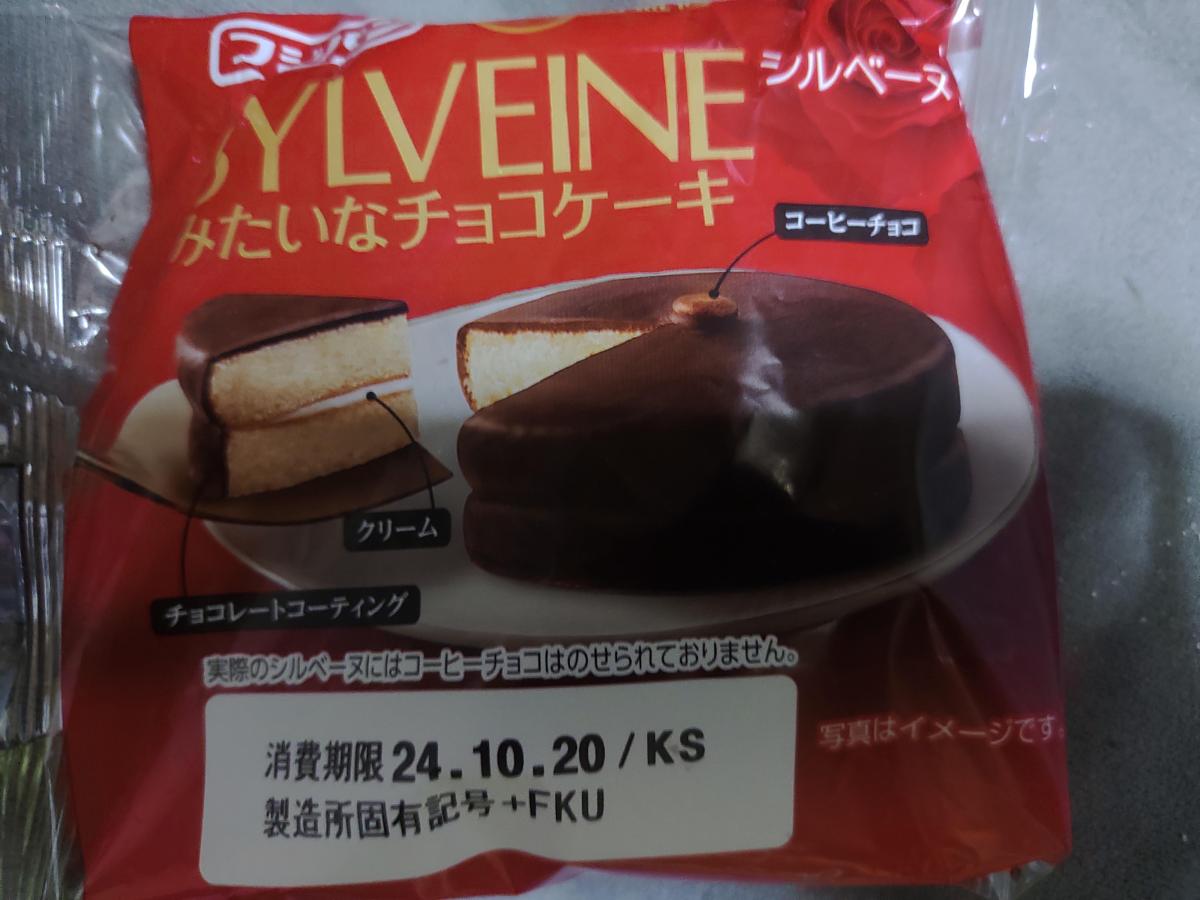 コミパン
SYLVEINE
シルベーヌ
みたいなチョコケーキ
コーヒーチョコ
クリーム
チョコレートコーティング
実際のシルベーヌにはコーヒーチョコはのせられておりません。
写真はイメージです。
消費期限 24.10.20 / KS
製造所固有記号 +FKU